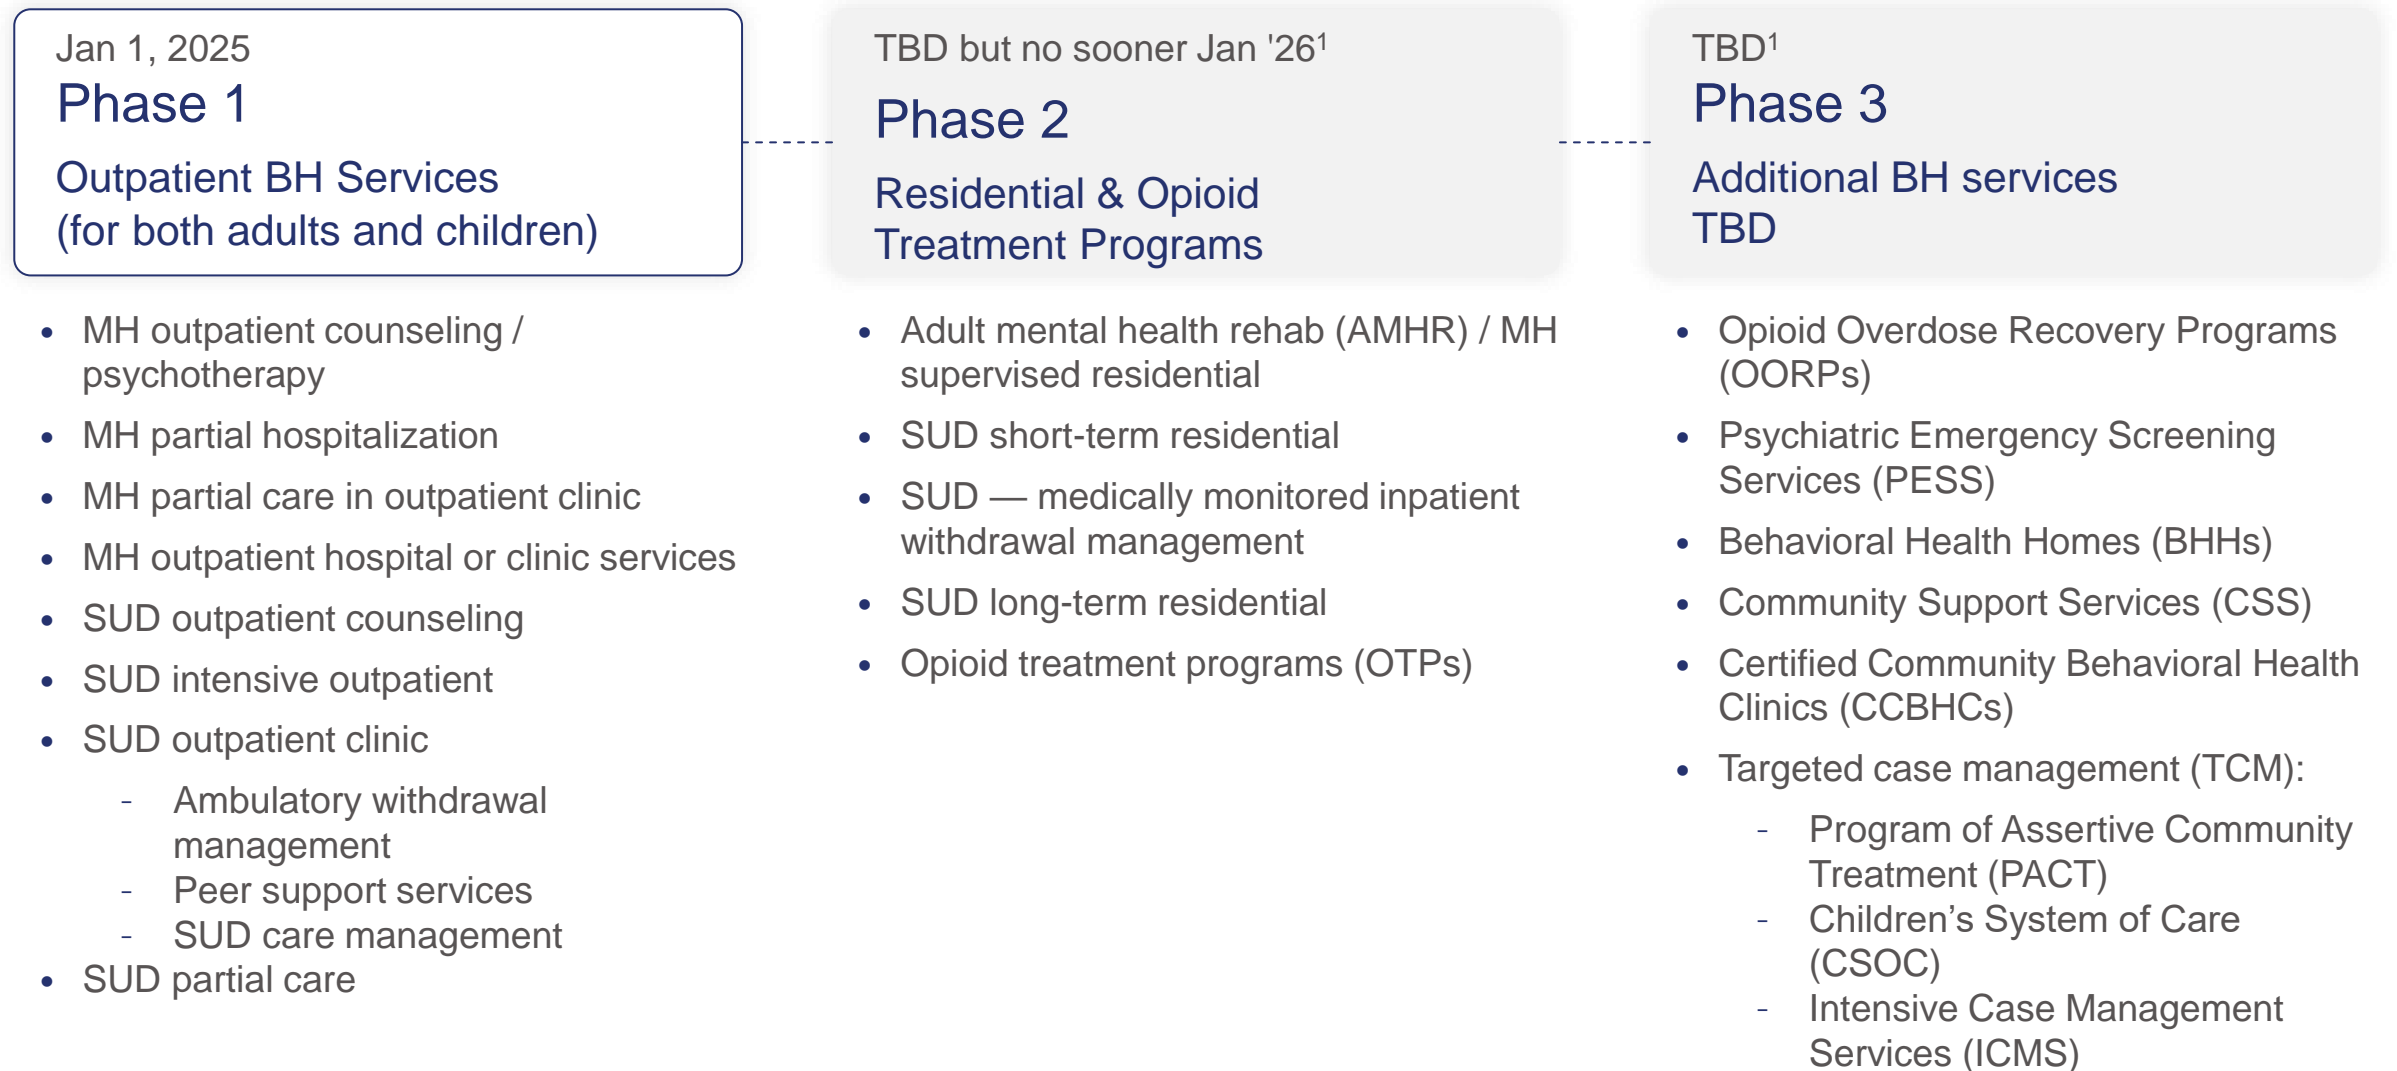 Jan 1, 2025
Phase 1
Outpatient BH Services
(for both adults and children)
• MH outpatient counseling /
psychotherapy
• MH partial hospitalization
• MH partial care in outpatient clinic
• MH outpatient hospital or clinic services
• SUD outpatient counseling
• SUD intensive outpatient
• SUD outpatient clinic
- Ambulatory withdrawal
management
- Peer support services
- SUD care management
• SUD partial care
TBD but no sooner Jan '26¹
Phase 2
Residential & Opioid
Treatment Programs
• Adult mental health rehab (AMHR) / MH
supervised residential
• SUD short-term residential
• SUD — medically monitored inpatient
withdrawal management
• SUD long-term residential
• Opioid treatment programs (OTPs)
TBD¹
Phase 3
Additional BH services
TBD
• Opioid Overdose Recovery Programs
(OORPs)
• Psychiatric Emergency Screening
Services (PESS)
• Behavioral Health Homes (BHHs)
• Community Support Services (CSS)
• Certified Community Behavioral Health
Clinics (CCBHCs)
• Targeted case management (TCM):
- Program of Assertive Community
Treatment (PACT)
- Children’s System of Care
(CSOC)
- Intensive Case Management
Services (ICMS)